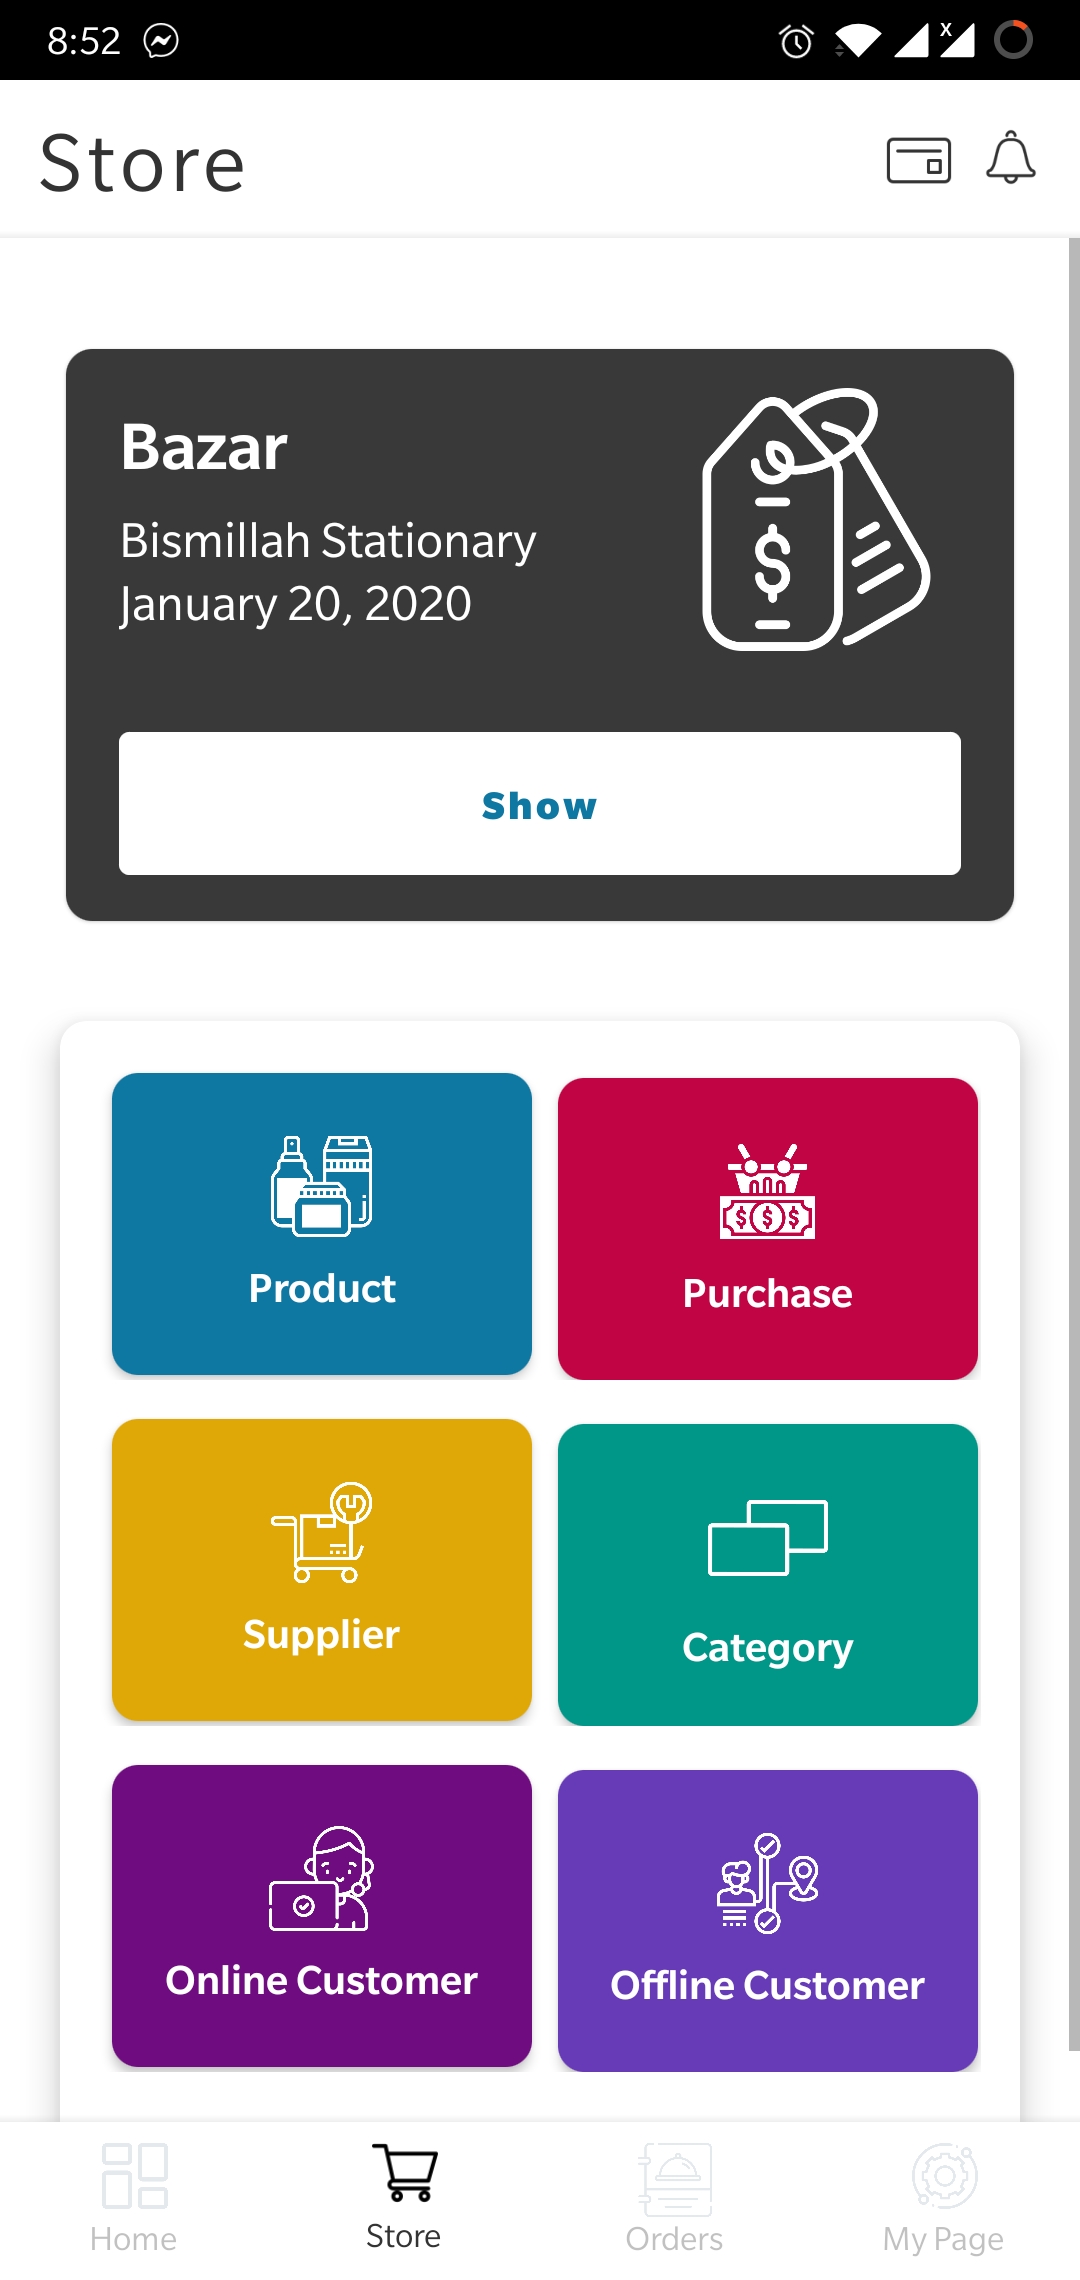 8:52
X
Store
Bazar
Bismillah Stationary
January 20, 2020
$
Show
Product
Purchase
$ $ $
Supplier
Category
Online Customer
Offline Customer
Home
Store
Orders
My Page